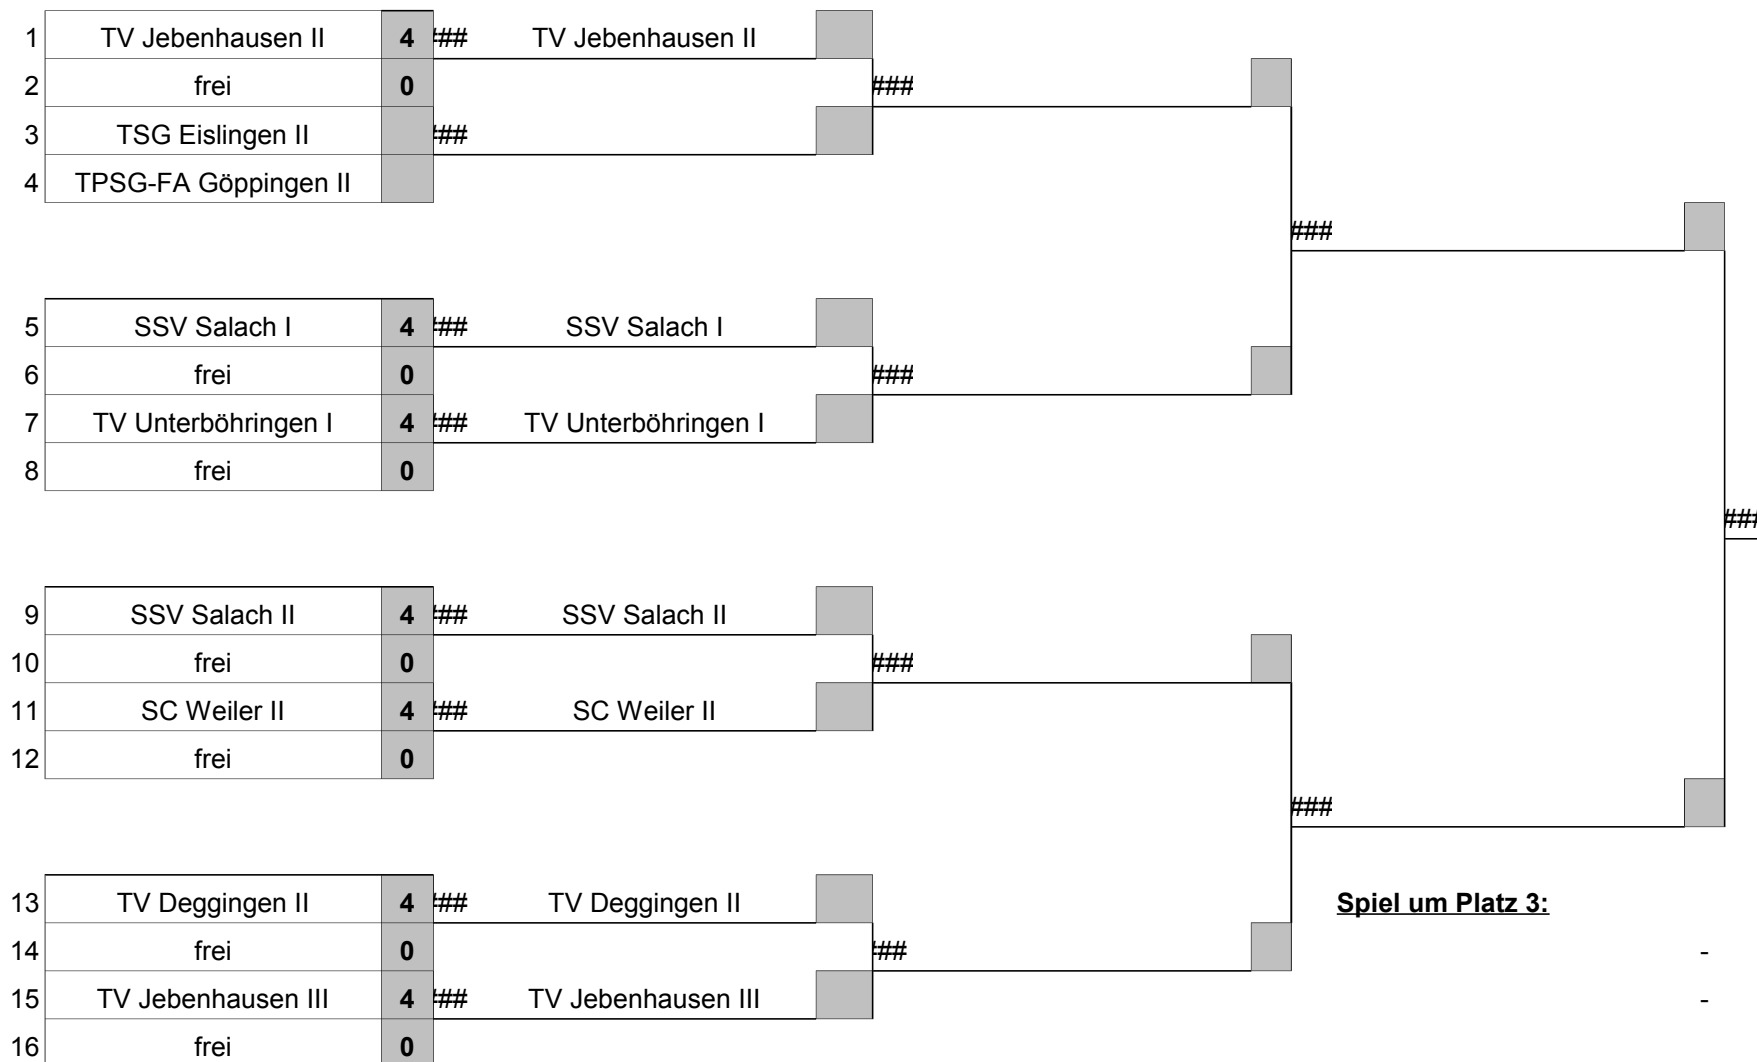 1 TV Jebenhausen II 4 ### TV Jebenhausen II
2 frei 0 ###
3 TSG Eislingen II ###
4 TPSG-FA Göppingen II
###
5 SSV Salach I 4 ### SSV Salach I
6 frei 0 ###
7 TV Unterböhringen I 4 ### TV Unterböhringen I
8 frei 0
###
9 SSV Salach II 4 ### SSV Salach II
10 frei 0 ###
11 SC Weiler II 4 ### SC Weiler II
12 frei 0
###
13 TV Deggingen II 4 ### TV Deggingen II Spiel um Platz 3:
14 frei 0 ### -
15 TV Jebenhausen III 4 ### TV Jebenhausen III -
16 frei 0